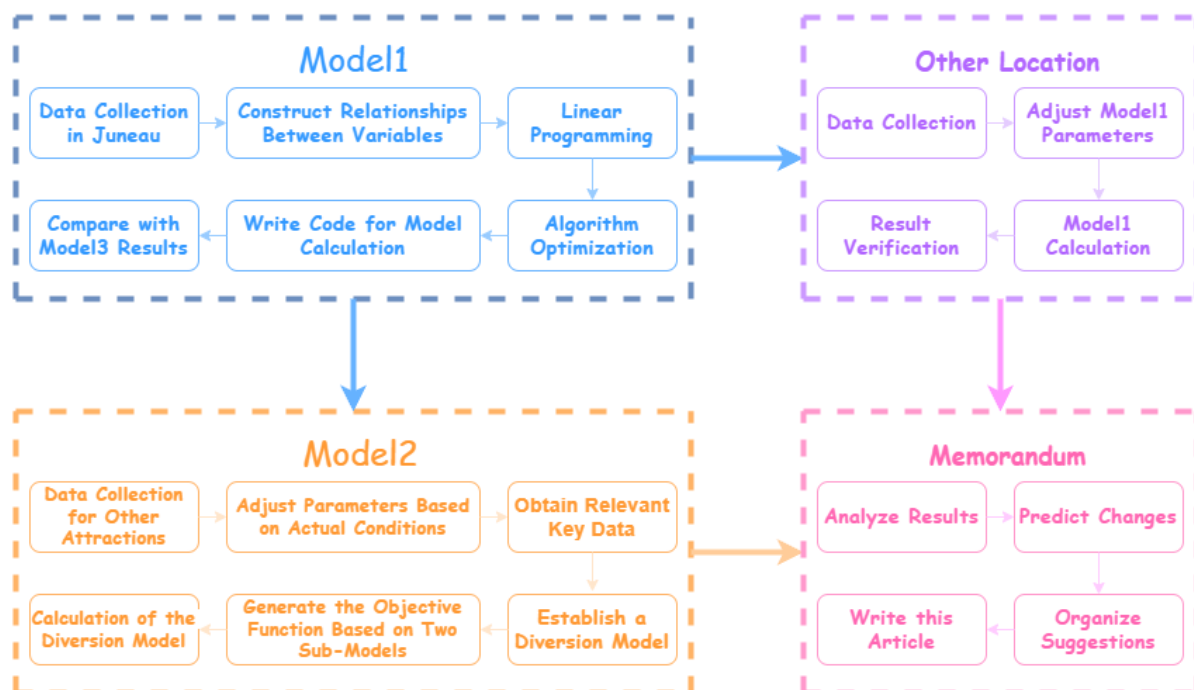 Model1
Data Collection
in Juneau
Construct Relationships
Between Variables
Linear
Programming
Compare with
Model3 Results
Write Code for Model
Calculation
Algorithm
Optimization
Other Location
Data Collection
Adjust Model1
Parameters
Result
Verification
Model1
Calculation
Model2
Data Collection
for Other
Attractions
Adjust Parameters Based
on Actual Conditions
Obtain Relevant
Key Data
Calculation of the
Diversion Model
Generate the Objective
Function Based on Two
Sub-Models
Establish a
Diversion Model
Memorandum
Analyze Results
Predict Changes
Write this
Article
Organize
Suggestions